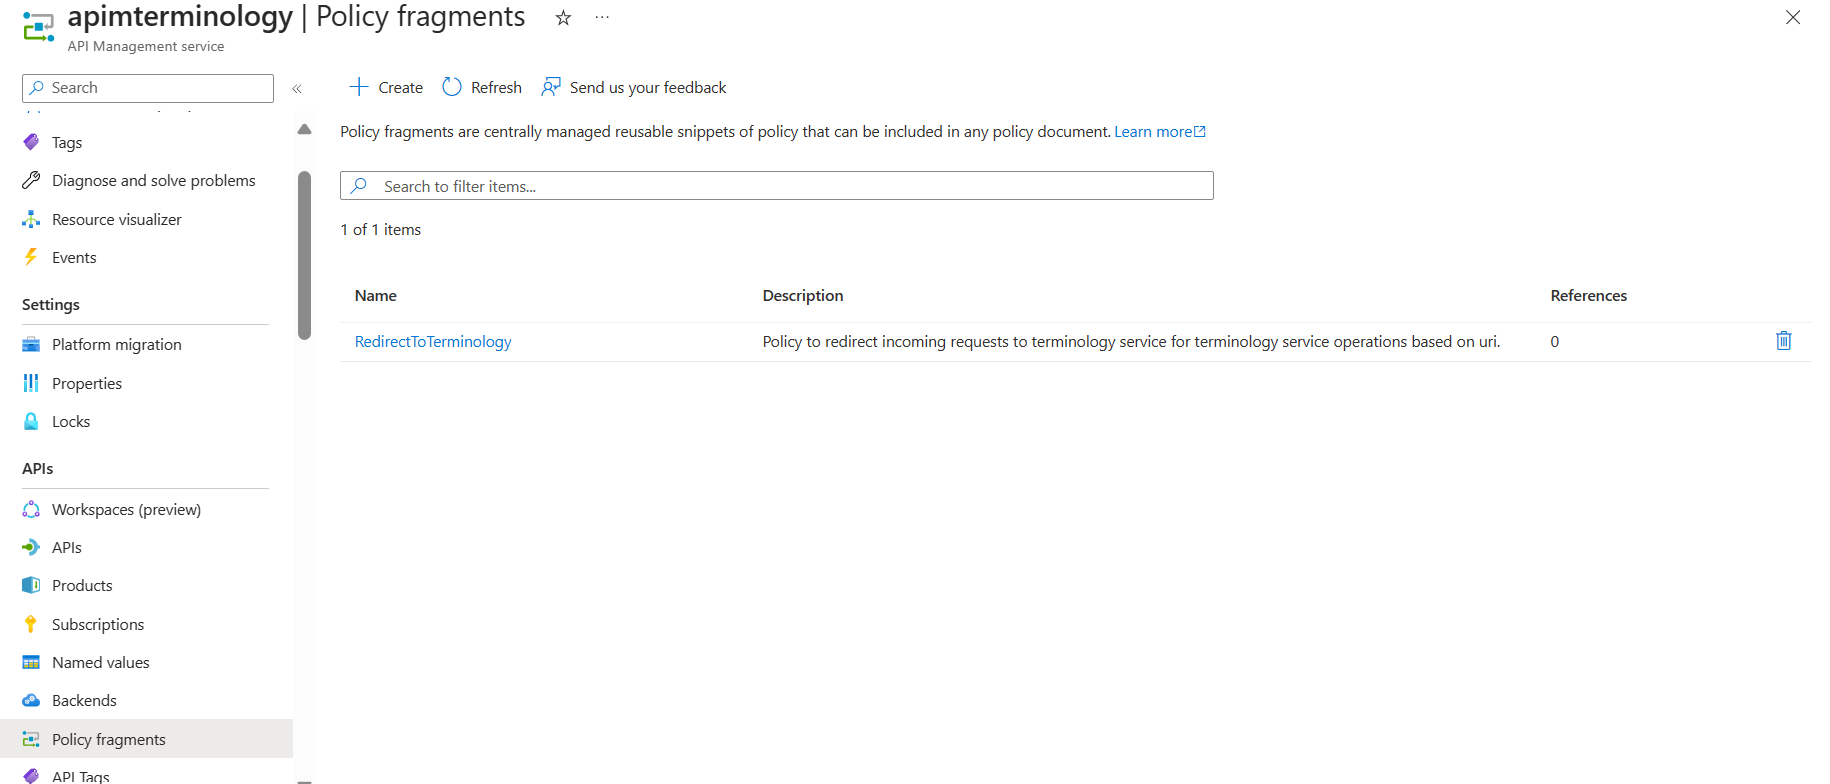 apimterminology | Policy fragments
API Management service
Search
Create Refresh Send us your feedback
Tags
Diagnose and solve problems
Resource visualizer
Events
Settings
Platform migration
Properties
Locks
APIs
Workspaces (preview)
APIs
Products
Subscriptions
Named values
Backends
Policy fragments
API Tags
Policy fragments are centrally managed reusable snippets of policy that can be included in any policy document. Learn more
Search to filter items...
1 of 1 items
Name Description References
RedirectToTerminology Policy to redirect incoming requests to terminology service for terminology service operations based on uri. 0